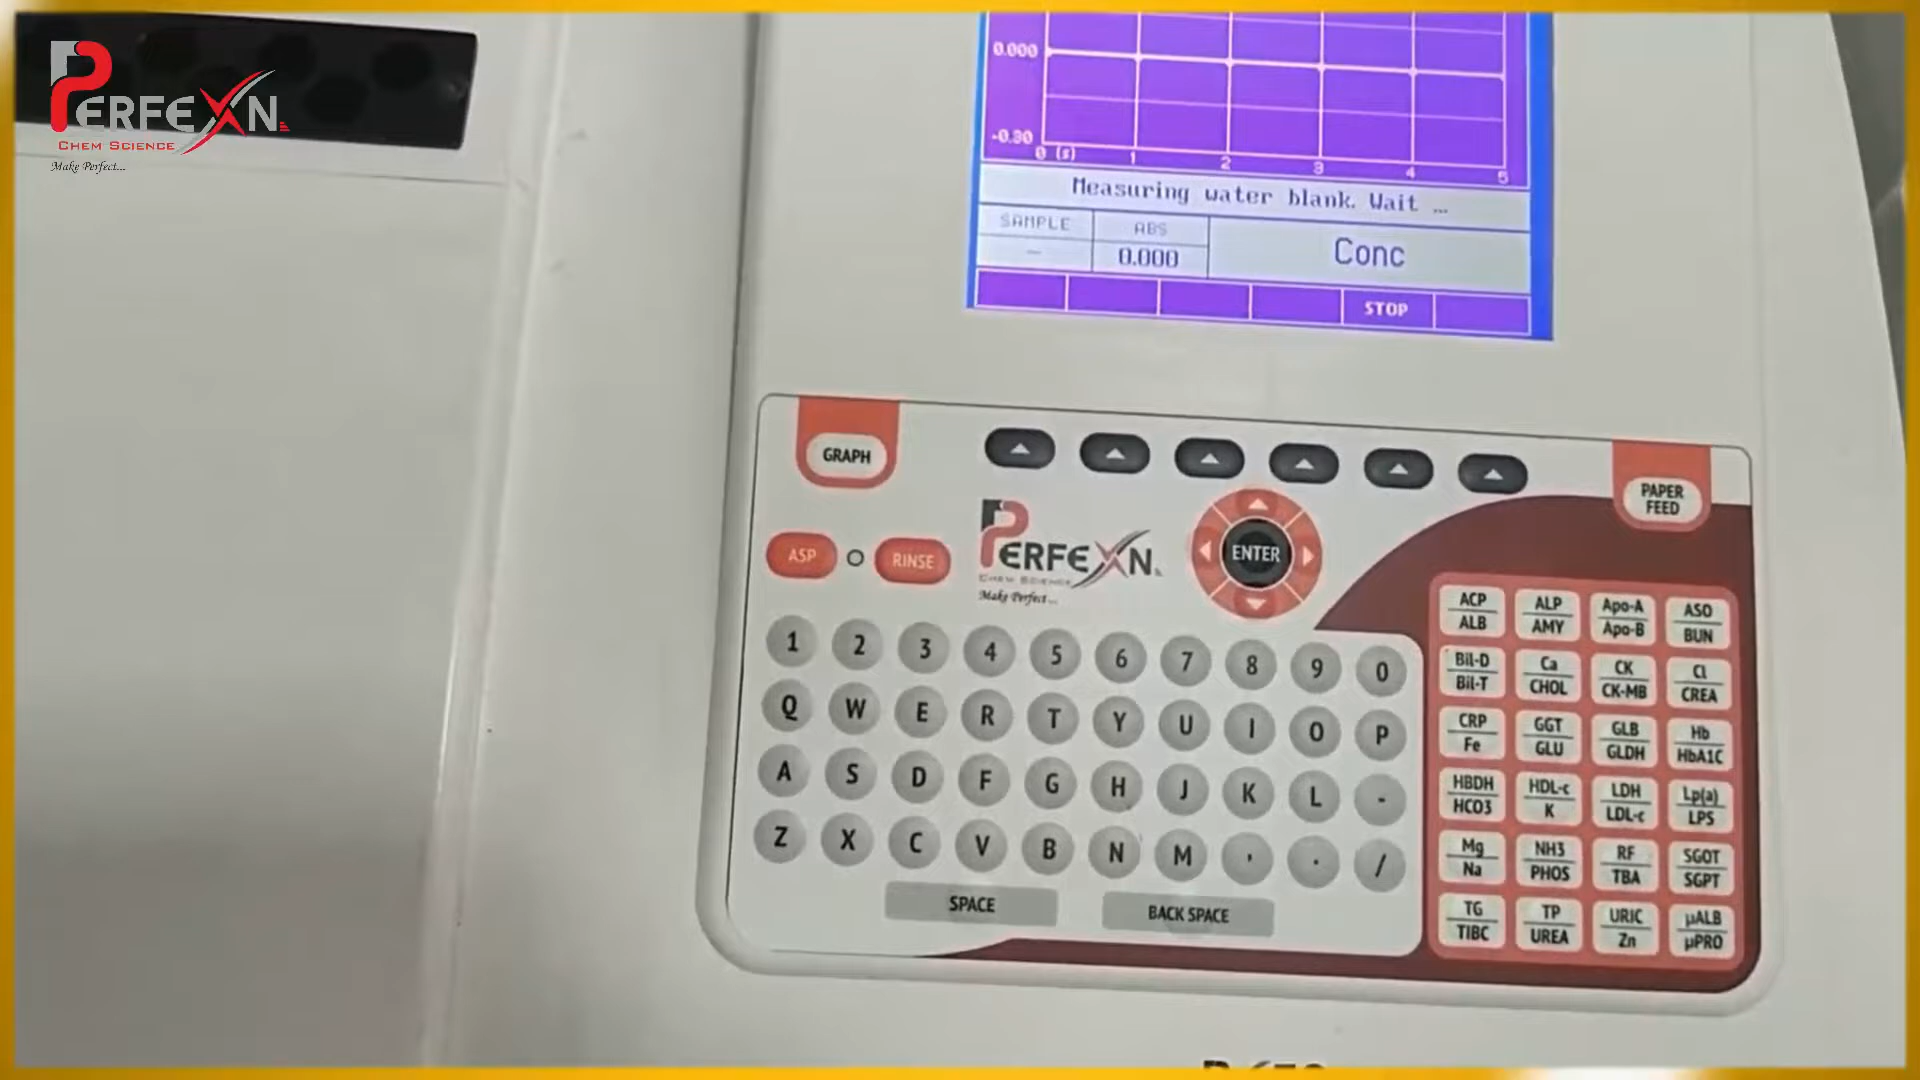 PERFEXN
CHEM SCIENCE
Make Perfect...
0.000
-0.30
0 (s) 1 2 3 4 5
Measuring water blank. Wait ...
SAMPLE ABS Conc
— 0.000
STOP
GRAPH
PAPER
FEED
ASP RINSE
PERFEXN.
CHEM SCIENCE
Make Perfect...
ENTER
1 2 3 4 5 6 7 8 9 0
Q W E R T Y U I O P
A S D F G H J K L -
Z X C V B N M , . /
SPACE BACK SPACE
ACP ALP Apo-A ASO
ALB AMY Apo-B BUN
Bil-D Ca CK Cl
Bil-T CHOL CK-MB CREA
CRP GGT GLB Hb
Fe GLU GLDH HbA1C
HBDH HDL-c LDH Lp(a)
HCO3 K LDL-c LPS
Mg NH3 RF SGOT
Na PHOS TBA SGPT
TG TP URIC µALB
TIBC UREA Zn µPRO